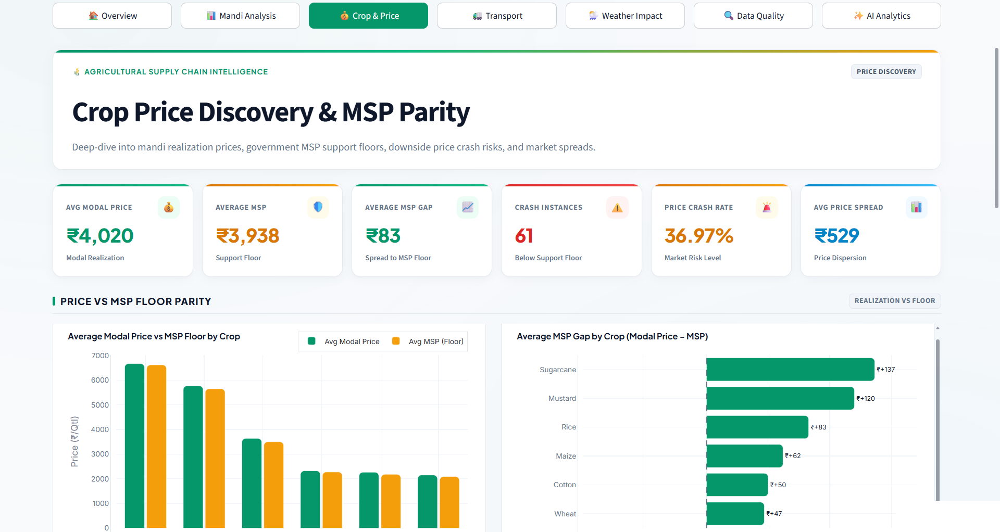 Overview
Mandi Analysis
Crop & Price
Transport
Weather Impact
Data Quality
AI Analytics
AGRICULTURAL SUPPLY CHAIN INTELLIGENCE
PRICE DISCOVERY
Crop Price Discovery & MSP Parity
Deep-dive into mandi realization prices, government MSP support floors, downside price crash risks, and market spreads.
AVG MODAL PRICE
₹4,020
Modal Realization
AVERAGE MSP
₹3,938
Support Floor
AVERAGE MSP GAP
₹83
Spread to MSP Floor
CRASH INSTANCES
61
Below Support Floor
PRICE CRASH RATE
36.97%
Market Risk Level
AVG PRICE SPREAD
₹529
Price Dispersion
PRICE VS MSP FLOOR PARITY
REALIZATION VS FLOOR
Average Modal Price vs MSP Floor by Crop
Avg Modal Price
Avg MSP (Floor)
Price (₹/Qtl)
7000
6000
5000
4000
3000
2000
1000
0
Average MSP Gap by Crop (Modal Price – MSP)
Sugarcane ₹+137
Mustard ₹+120
Rice ₹+83
Maize ₹+62
Cotton ₹+50
Wheat ₹+47